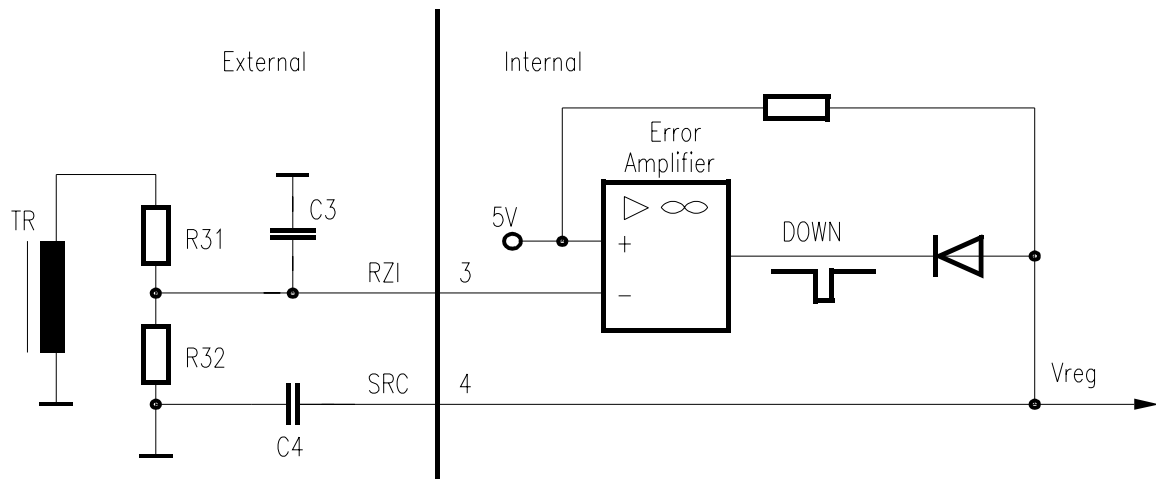 External
Internal
Error
Amplifier
TR
R31
C3
5V
+
DOWN
RZI
3
−
R32
SRC
4
Vreg
C4